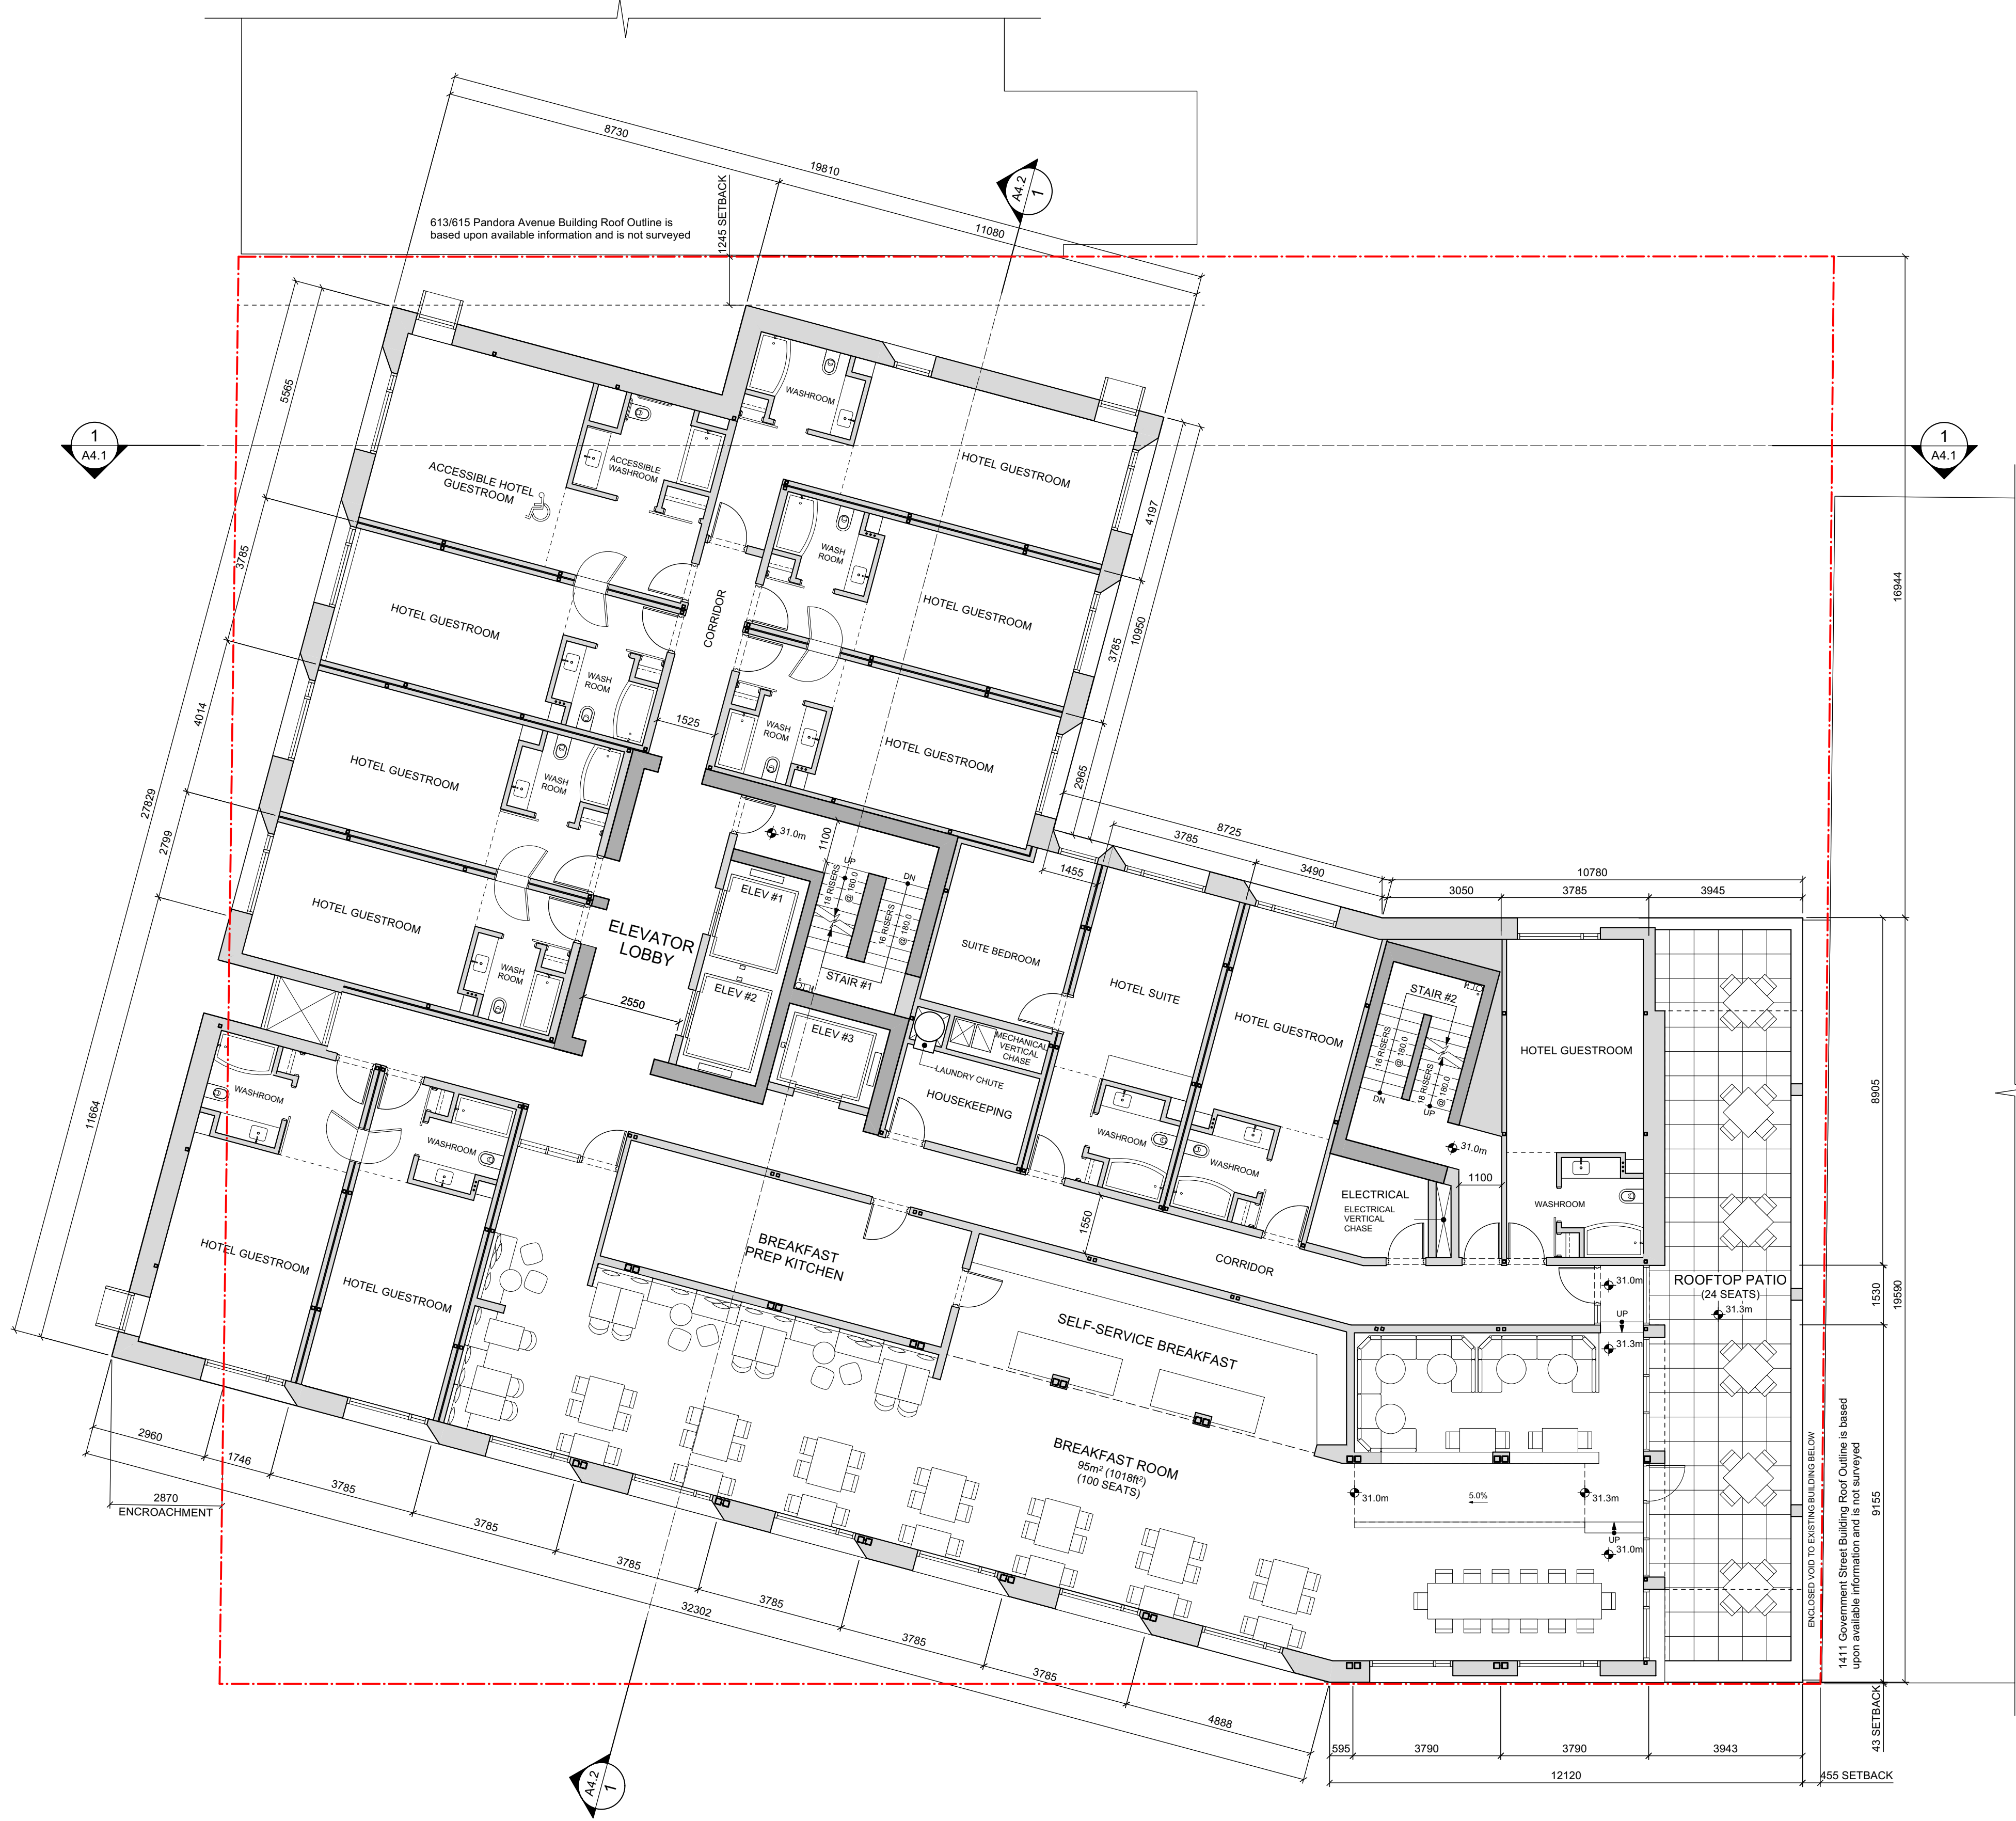 8730
19810
11080
A4.2
1
1245 SETBACK
613/615 Pandora Avenue Building Roof Outline is
based upon available information and is not surveyed
5565
3785
4014
2799
27829
11664
1
A4.1
1
A4.1
WASHROOM
ACCESSIBLE HOTEL
GUESTROOM
ACCESSIBLE
WASHROOM
HOTEL GUESTROOM
4197
3785
10950
2965
16944
WASH
ROOM
HOTEL GUESTROOM
CORRIDOR
HOTEL GUESTROOM
WASH
ROOM
1525
WASH
ROOM
HOTEL GUESTROOM
HOTEL GUESTROOM
WASH
ROOM
31.0m
1100
UP
18 RISERS
@ 180.0
DN
16 RISERS
@ 180.0
STAIR #1
ELEV #1
ELEV #2
ELEV #3
HOTEL GUESTROOM
WASH
ROOM
ELEVATOR
LOBBY
2550
8725
3785
3490
1455
10780
3050
3785
3945
SUITE BEDROOM
HOTEL SUITE
HOTEL GUESTROOM
STAIR #2
16 RISERS
@ 180.0
18 RISERS
@ 180.0
DN
UP
31.0m
HOTEL GUESTROOM
MECHANICAL
VERTICAL
CHASE
LAUNDRY CHUTE
HOUSEKEEPING
WASHROOM
WASHROOM
WASHROOM
WASHROOM
WASHROOM
ELECTRICAL
ELECTRICAL
VERTICAL
CHASE
1100
1550
CORRIDOR
8905
1530
19590
9155
HOTEL GUESTROOM
HOTEL GUESTROOM
BREAKFAST
PREP KITCHEN
SELF-SERVICE BREAKFAST
31.0m
UP
31.3m
ROOFTOP PATIO
(24 SEATS)
31.3m
BREAKFAST ROOM
95m² (1018ft²)
(100 SEATS)
31.0m
5.0%
31.3m
UP
31.0m
ENCLOSED VOID TO EXISTING BUILDING BELOW
1411 Government Street Building Roof Outline is based
upon available information and is not surveyed
2960
1746
2870
ENCROACHMENT
3785
3785
3785
3785
3785
3785
4888
32302
43 SETBACK
595
3790
3790
3943
12120
455 SETBACK
A4.2
1